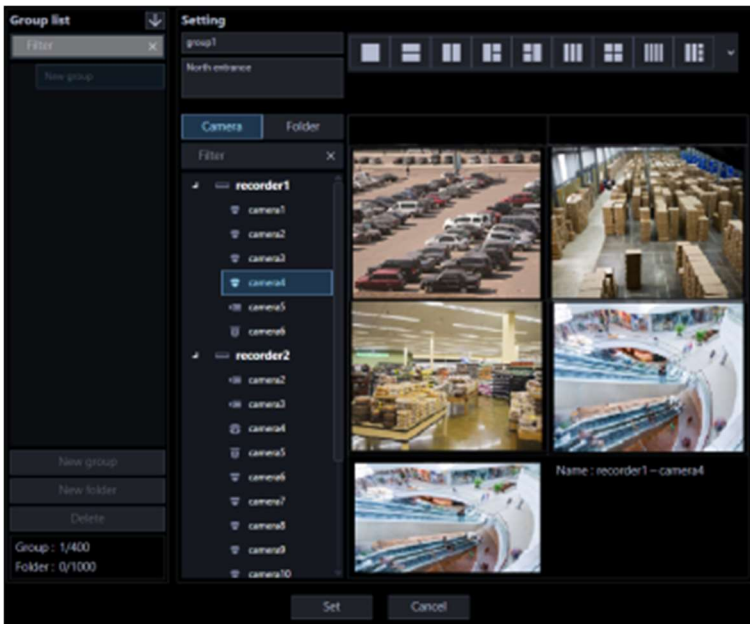 Group list
Filter
New group
New group
New folder
Delete
Group : 1/400
Folder : 0/1000
Setting
group1
North entrance
Camera Folder
Filter
recorder1
camera1
camera2
camera3
camera4
camera5
camera6
recorder2
camera2
camera3
camera4
camera5
camera6
camera7
camera8
camera9
camera10
Name : recorder1 – camera4
Set Cancel